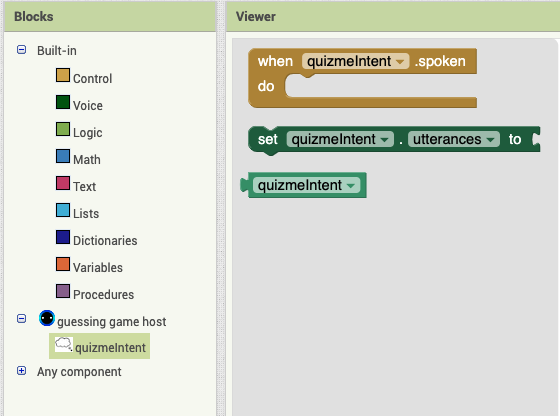 Blocks
Built-in
Control
Voice
Logic
Math
Text
Lists
Dictionaries
Variables
Procedures
guessing game host
quizmeIntent
Any component
Viewer
when quizmeIntent .spoken
do
set quizmeIntent . utterances to
quizmeIntent